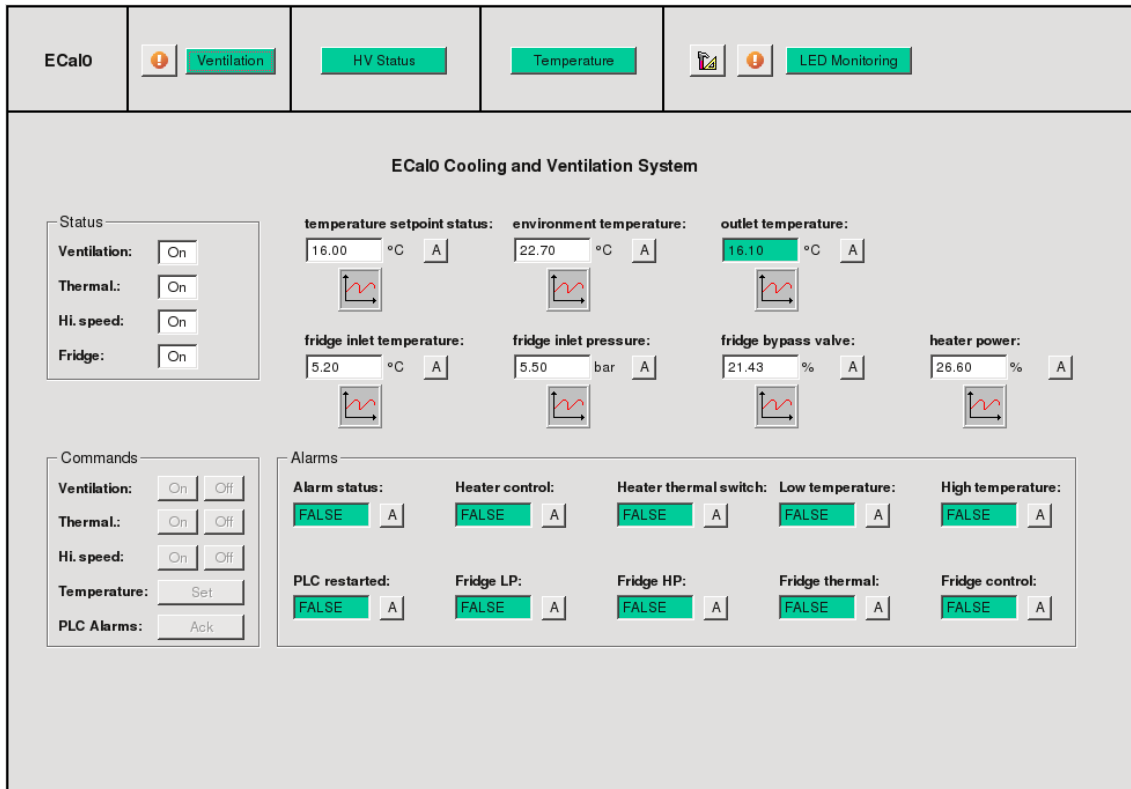 ECal0 Ventilation HV Status Temperature LED Monitoring
ECal0 Cooling and Ventilation System
Status
Ventilation: On
Thermal.: On
Hi. speed: On
Fridge: On
temperature setpoint status: environment temperature: outlet temperature:
16.00 °C A 22.70 °C A 16.10 °C A
fridge inlet temperature: fridge inlet pressure: fridge bypass valve: heater power:
5.20 °C A 5.50 bar A 21.43 % A 26.60 % A
Commands
Ventilation: On Off
Thermal.: On Off
Hi. speed: On Off
Temperature: Set
PLC Alarms: Ack
Alarms
Alarm status: Heater control: Heater thermal switch: Low temperature: High temperature:
FALSE A FALSE A FALSE A FALSE A FALSE A
PLC restarted: Fridge LP: Fridge HP: Fridge thermal: Fridge control:
FALSE A FALSE A FALSE A FALSE A FALSE A